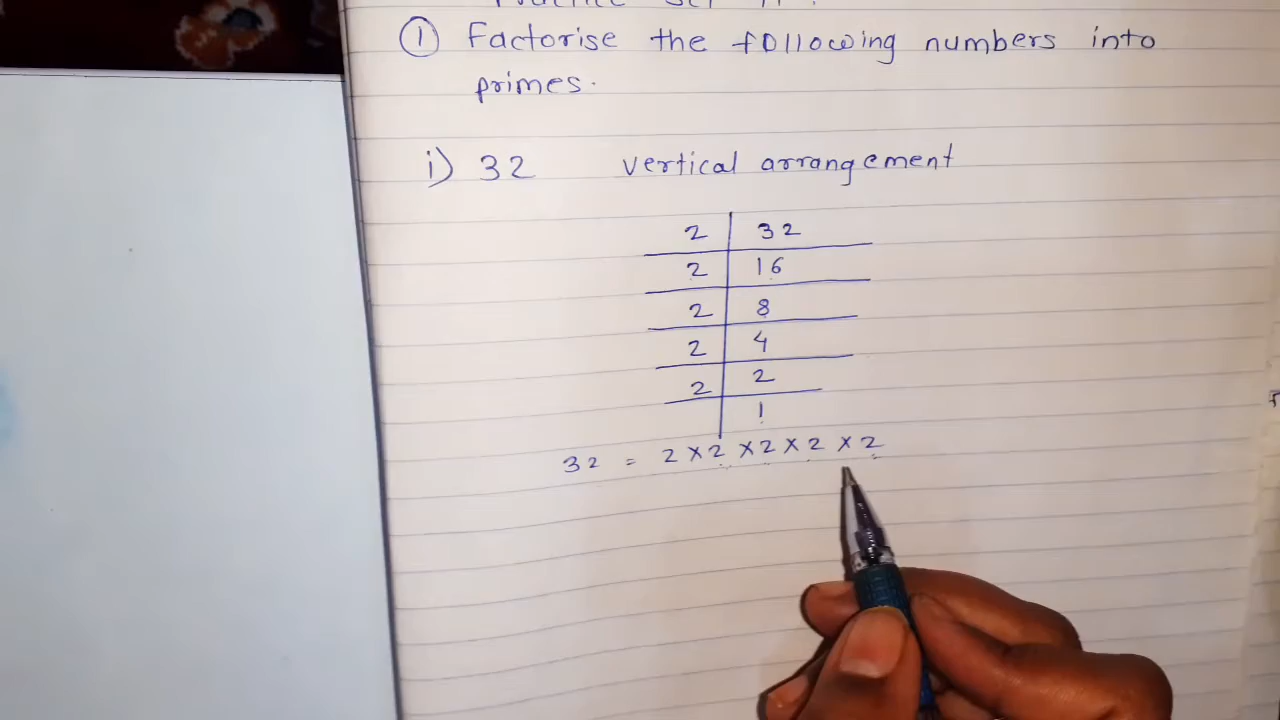 ① Factorise the following numbers into
primes.
i) 32 vertical arrangement
2 32
2 16
2 8
2 4
2 2
1
32 = 2 × 2 × 2 × 2 × 2